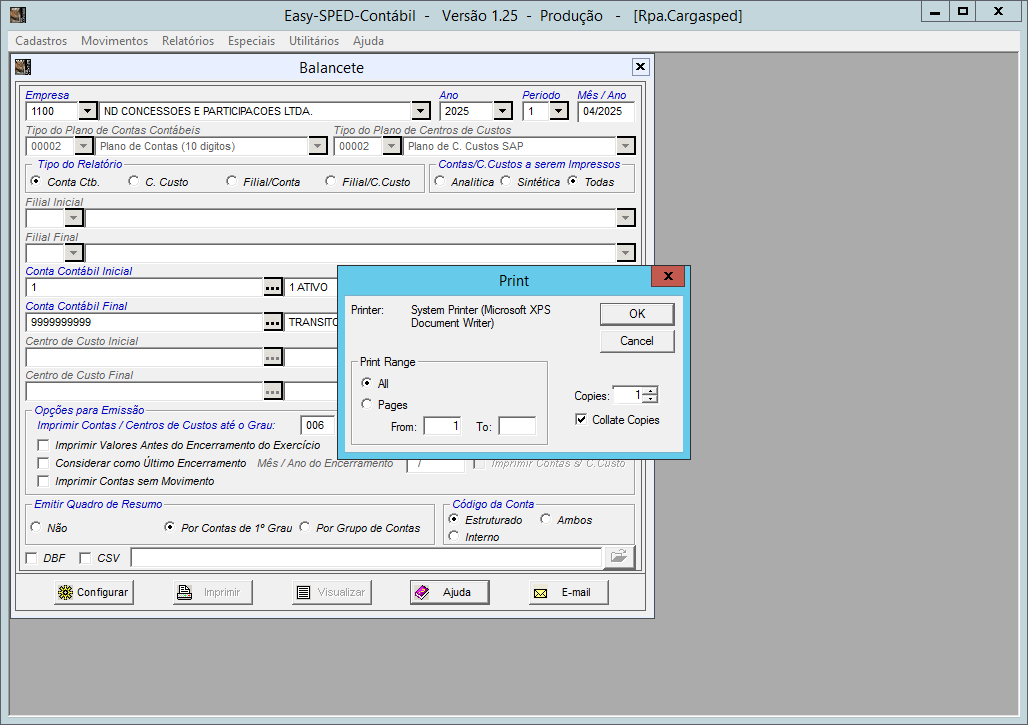 Easy-SPED-Contábil - Versão 1.25 - Produção - [Rpa.Cargasped]
Cadastros Movimentos Relatórios Especiais Utilitários Ajuda
Balancete
Empresa Ano Periodo Mês / Ano
1100 ND CONCESSOES E PARTICIPACOES LTDA. 2025 1 04/2025
Tipo do Plano de Contas Contábeis Tipo do Plano de Centros de Custos
00002 Plano de Contas (10 digitos) 00002 Plano de C. Custos SAP
Tipo do Relatório Contas/C.Custos a serem Impressos
Conta Ctb. C. Custo Filial/Conta Filial/C.Custo Analitica Sintética Todas
Filial Inicial
Filial Final
Conta Contábil Inicial
1 ... 1 ATIVO
Conta Contábil Final
9999999999 ... TRANSITO
Centro de Custo Inicial
...
Centro de Custo Final
...
Print
Printer: System Printer (Microsoft XPS
Document Writer)
OK
Cancel
Print Range
All
Pages
From: 1 To:
Copies: 1
Collate Copies
Opções para Emissão
Imprimir Contas / Centros de Custos até o Grau: 006
Imprimir Valores Antes do Encerramento do Exercício
Considerar como Último Encerramento Mês / Ano do Encerramento / Imprimir Contas s/ C.Custo
Imprimir Contas sem Movimento
Emitir Quadro de Resumo Código da Conta
Não Por Contas de 1º Grau Por Grupo de Contas Estruturado Ambos
Interno
DBF CSV
Configurar Imprimir Visualizar Ajuda E-mail